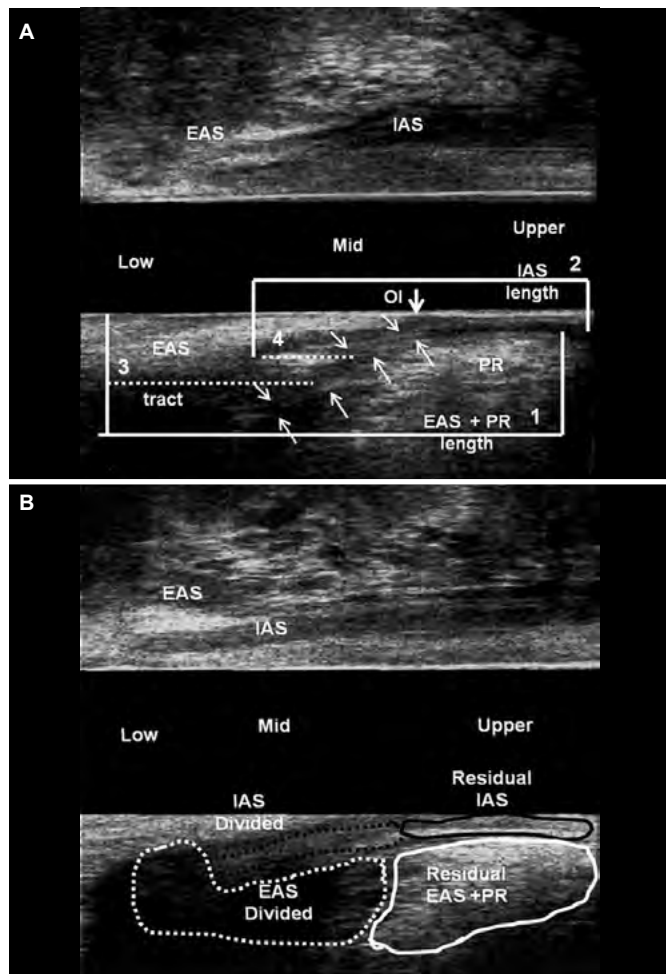 A
EAS
IAS
Upper
Mid
Low
IAS 2
length
OI
4
EAS
3
PR
tract
EAS + PR 1
length
B
EAS
IAS
Mid
Upper
Low
Residual
IAS
IAS
Divided
Residual
EAS +PR
EAS
Divided